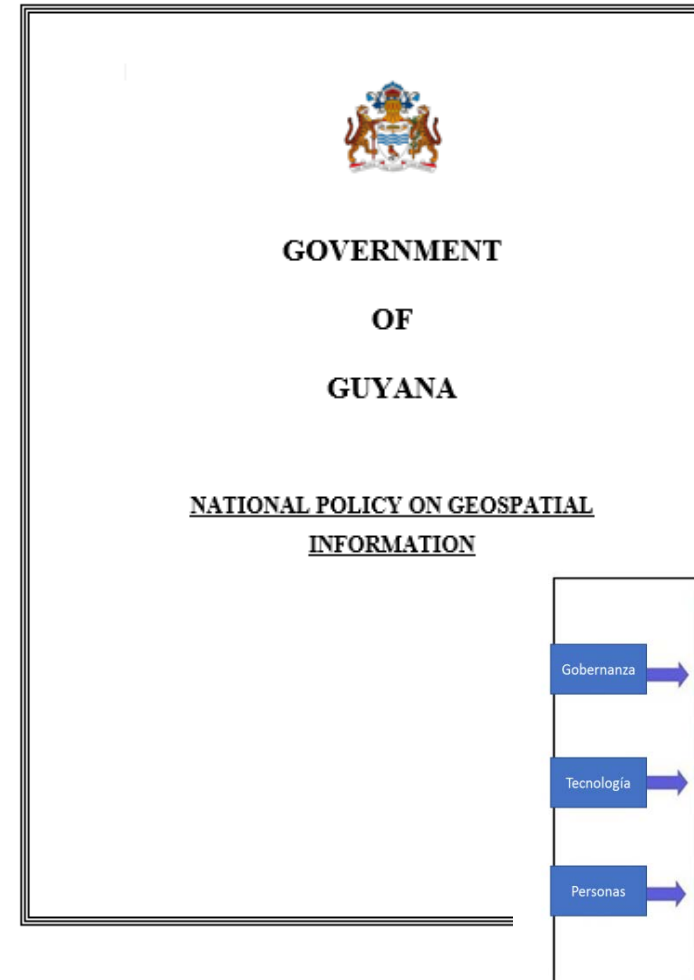 GOVERNMENT
OF
GUYANA
NATIONAL POLICY ON GEOSPATIAL
INFORMATION
Gobernanza
Tecnología
Personas